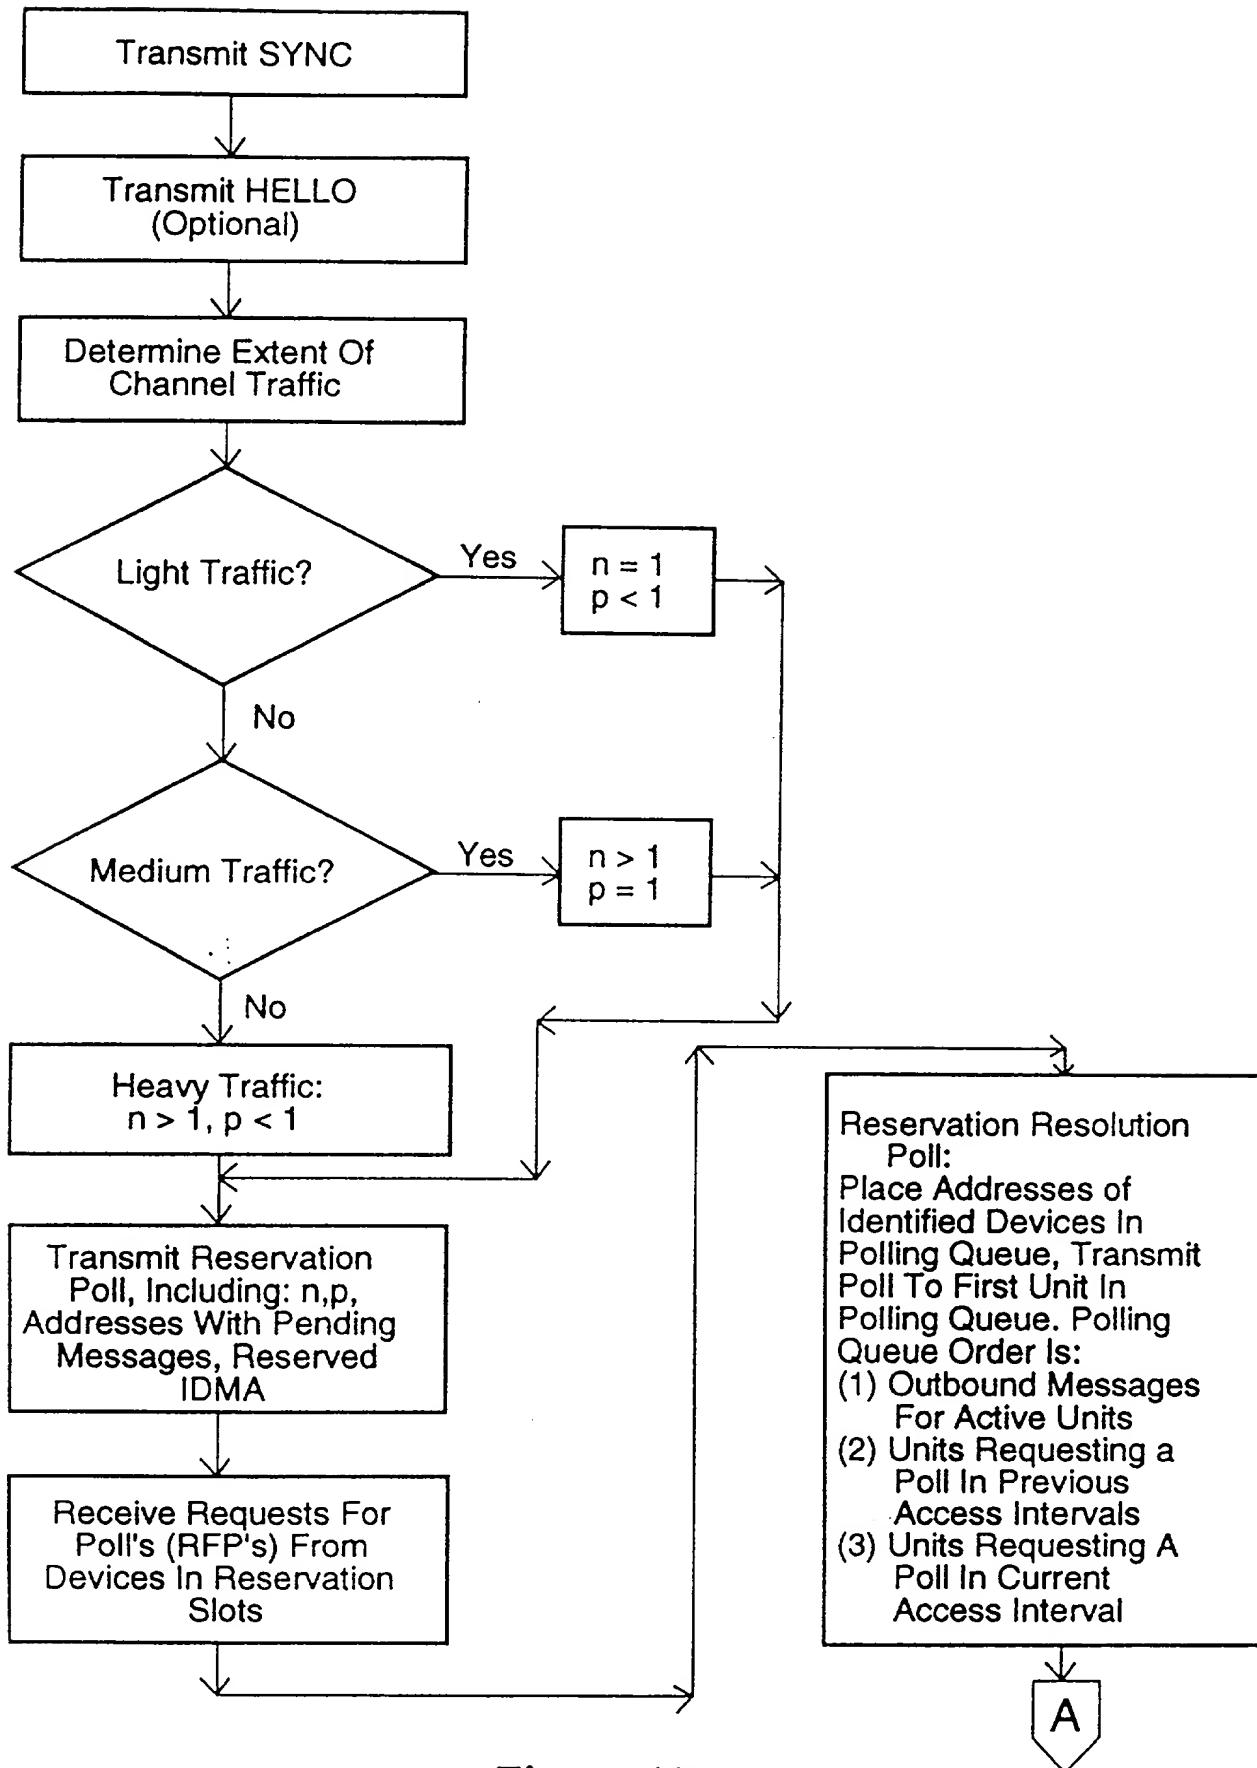 Transmit SYNC
Transmit HELLO
(Optional)
Determine Extent Of
Channel Traffic
Light Traffic?
Yes
n = 1
p < 1
No
Medium Traffic?
Yes
n > 1
p = 1
No
Heavy Traffic:
n > 1, p < 1
Transmit Reservation
Poll, Including: n,p,
Addresses With Pending
Messages, Reserved
IDMA
Receive Requests For
Poll's (RFP's) From
Devices In Reservation
Slots
Reservation Resolution
Poll:
Place Addresses of
Identified Devices In
Polling Queue, Transmit
Poll To First Unit In
Polling Queue. Polling
Queue Order Is:
(1) Outbound Messages
For Active Units
(2) Units Requesting a
Poll In Previous
Access Intervals
(3) Units Requesting A
Poll In Current
Access Interval
A